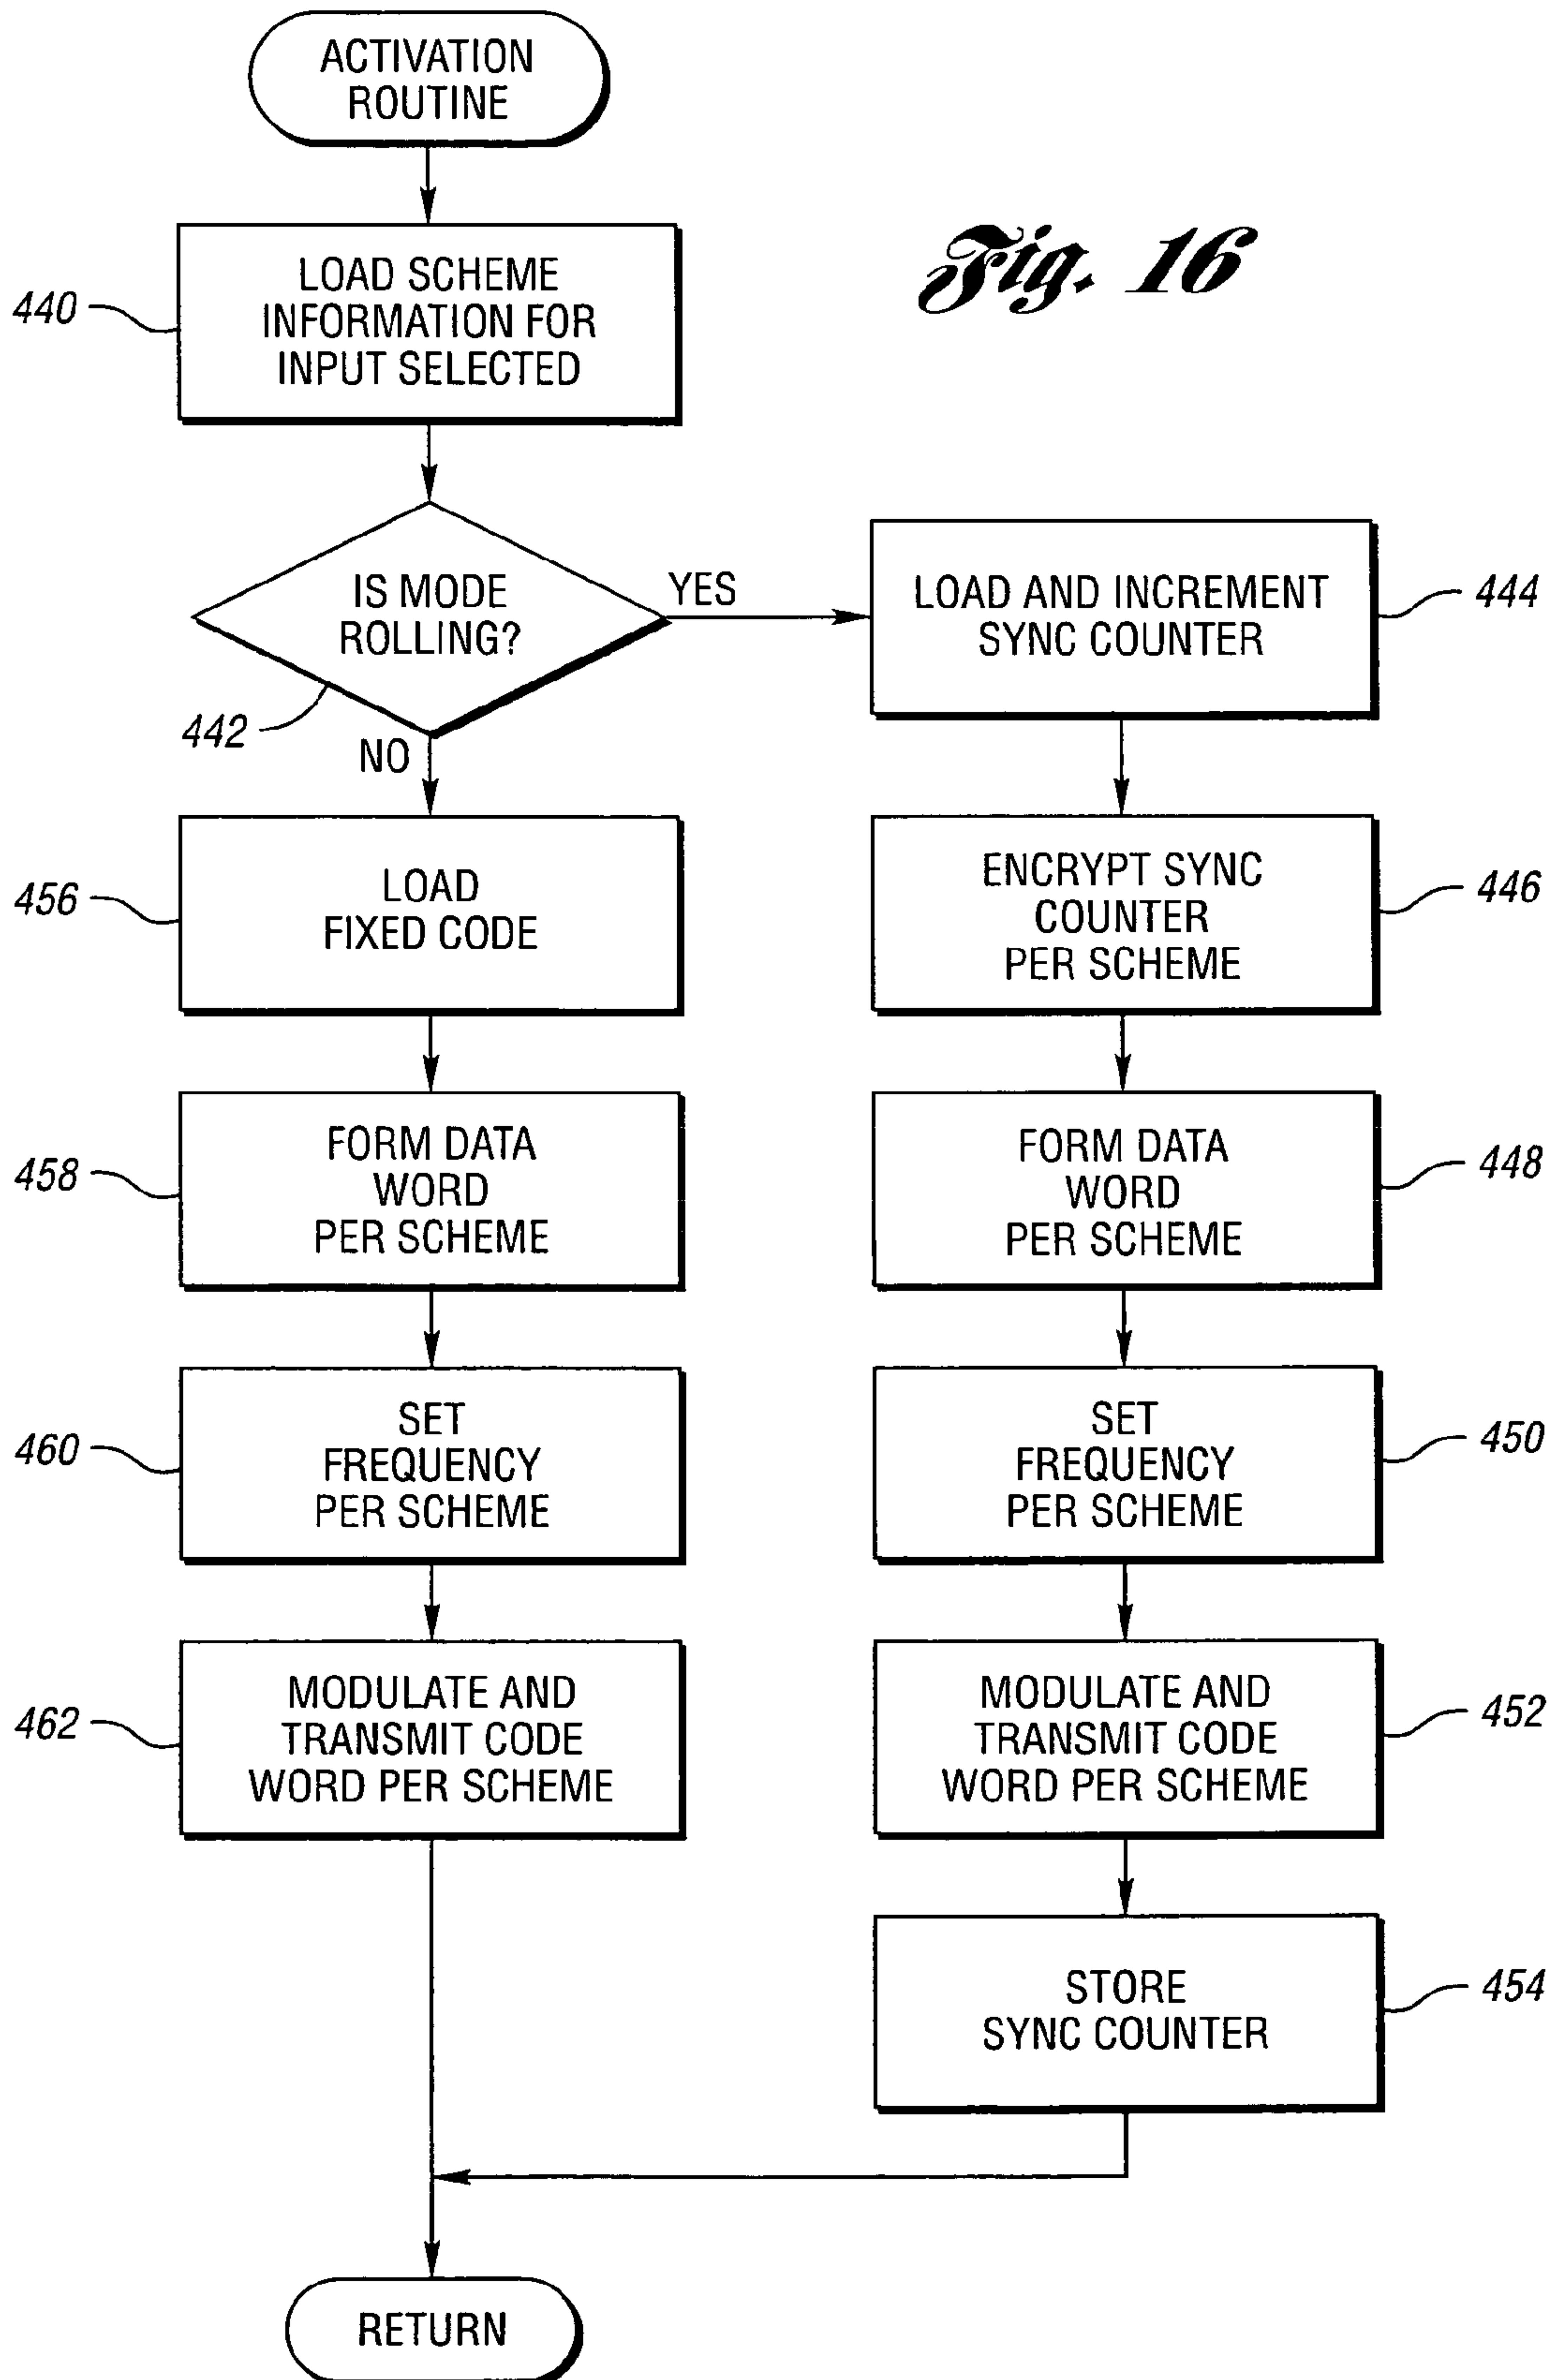 ACTIVATION
ROUTINE
Fig. 16
440
LOAD SCHEME
INFORMATION FOR
INPUT SELECTED
IS MODE
ROLLING?
YES
442
NO
LOAD AND INCREMENT
SYNC COUNTER
444
456
LOAD
FIXED CODE
ENCRYPT SYNC
COUNTER
PER SCHEME
446
458
FORM DATA
WORD
PER SCHEME
FORM DATA
WORD
PER SCHEME
448
460
SET
FREQUENCY
PER SCHEME
SET
FREQUENCY
PER SCHEME
450
462
MODULATE AND
TRANSMIT CODE
WORD PER SCHEME
MODULATE AND
TRANSMIT CODE
WORD PER SCHEME
452
STORE
SYNC COUNTER
454
RETURN